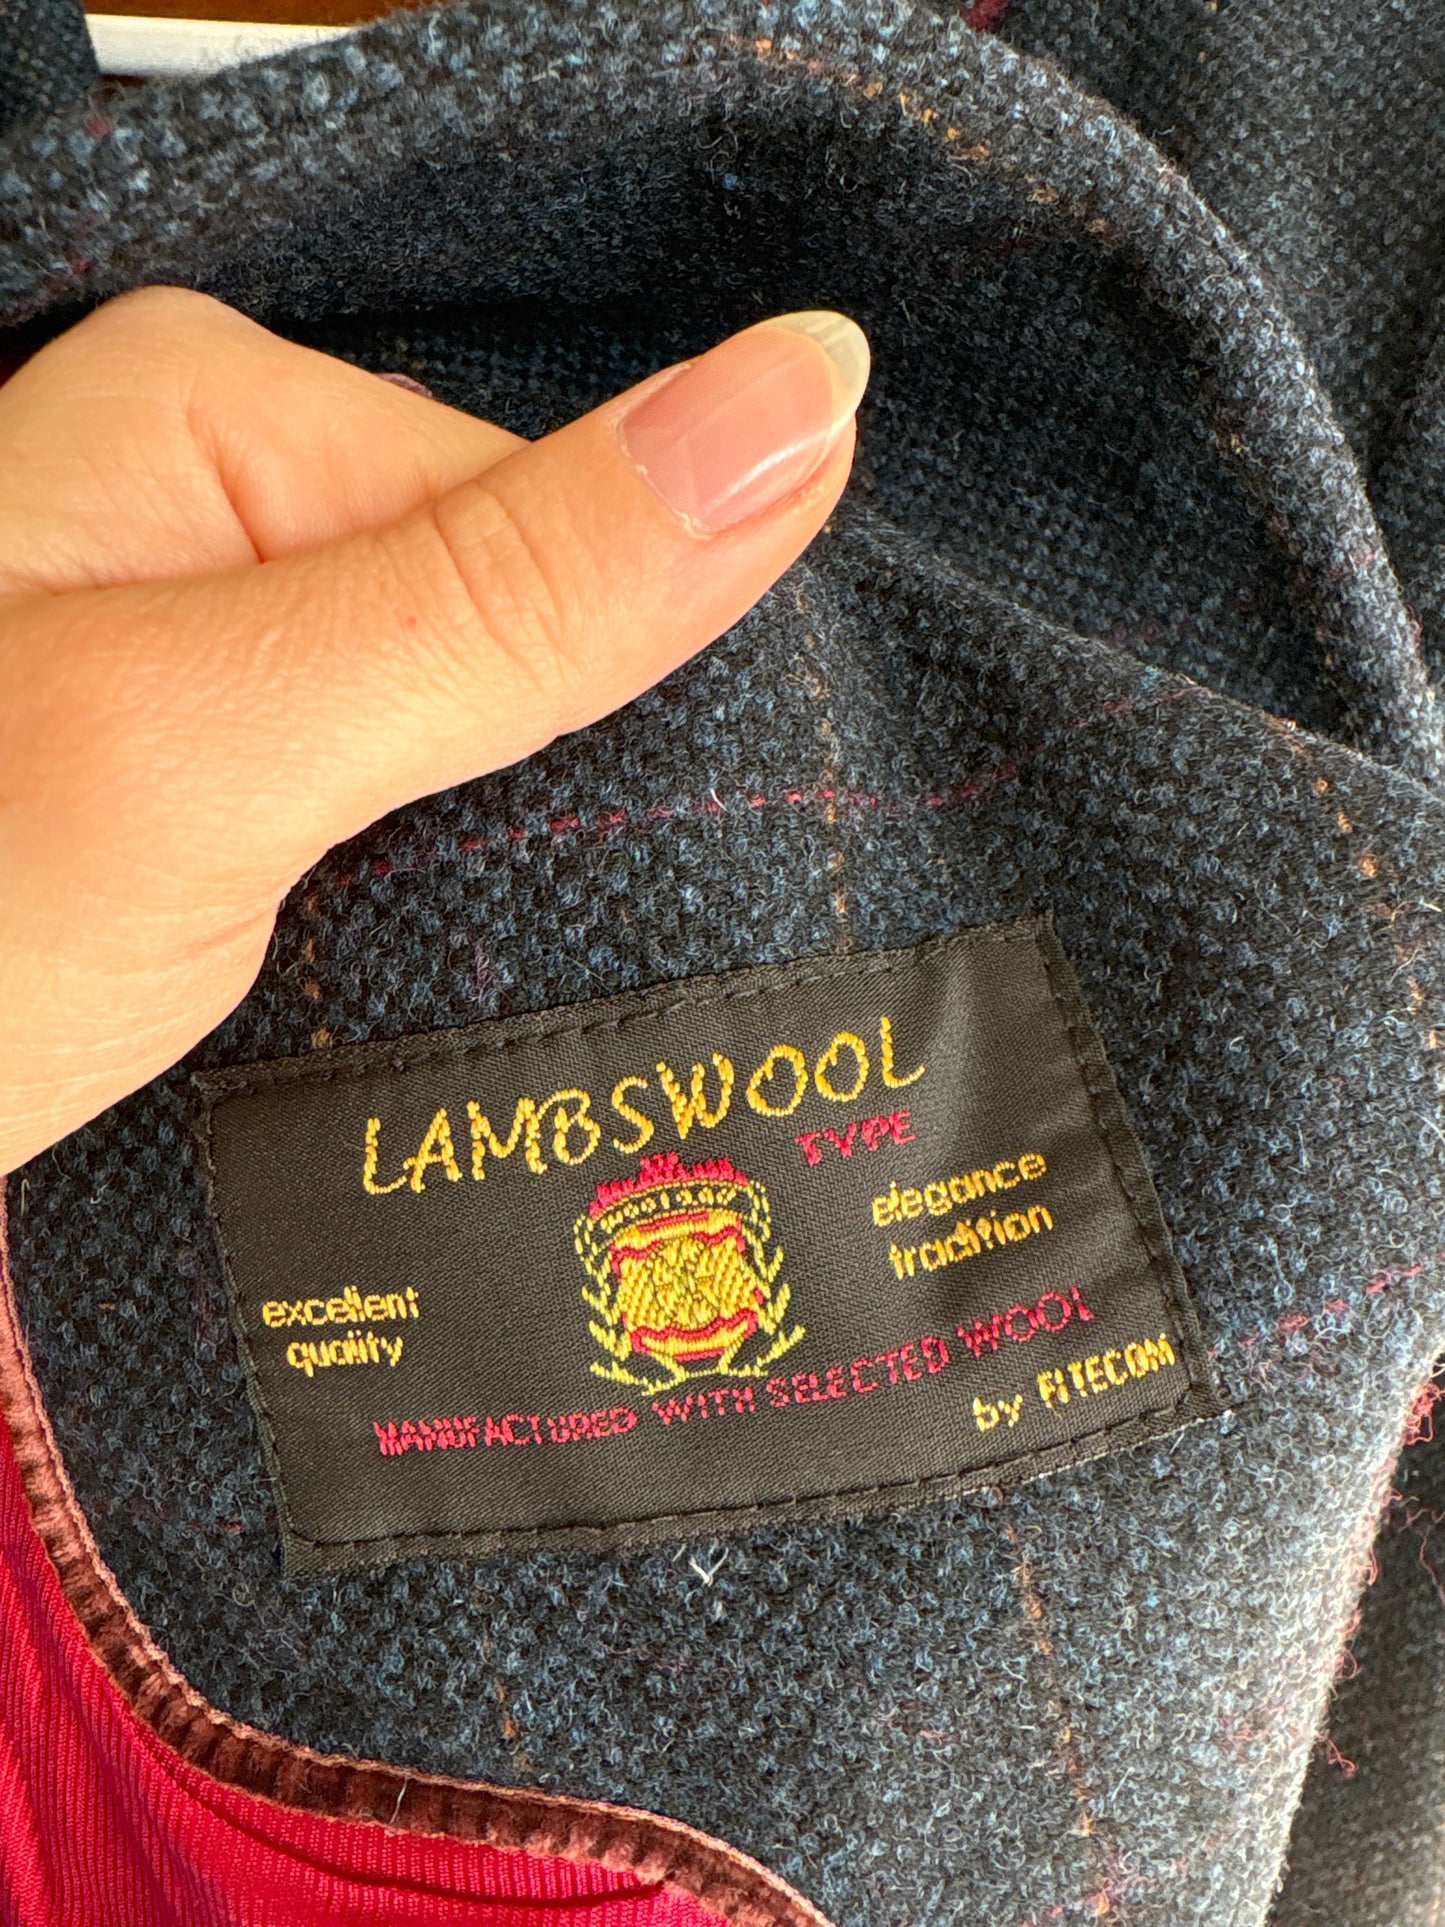 LAMBSWOOL
TYPE
elegance
tradition
excellent
quality
MANUFACTURED WITH SELECTED WOOL
by FITECOM